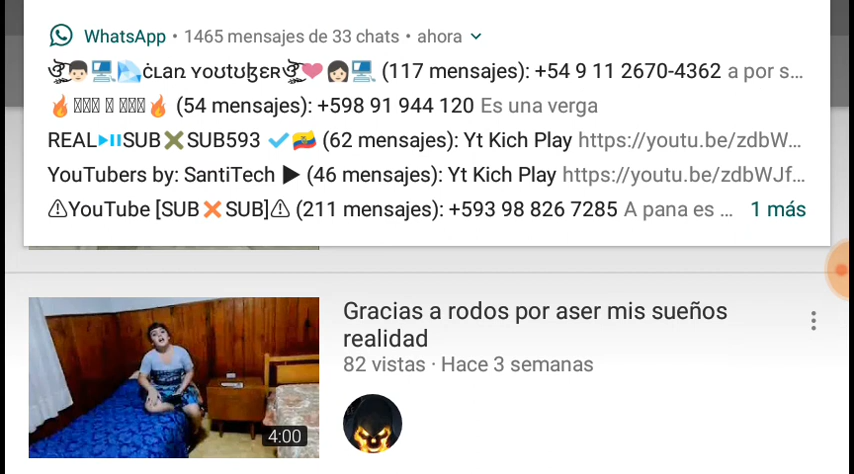 WhatsApp • 1465 mensajes de 33 chats • ahora
ċʟaꞃ ʏoυtυɮɛʀ (117 mensajes): +54 9 11 2670-4362 a por s...
(54 mensajes): +598 91 944 120 Es una verga
REAL▶⏸SUB❌SUB593 ✔🇪🇨 (62 mensajes): Yt Kich Play https://youtu.be/zdbW...
YouTubers by: SantiTech ▶ (46 mensajes): Yt Kich Play https://youtu.be/zdbWJf...
⚠YouTube [SUB❌SUB]⚠ (211 mensajes): +593 98 826 7285 A pana es ... 1 más
Gracias a rodos por aser mis sueños
realidad
82 vistas · Hace 3 semanas
4:00